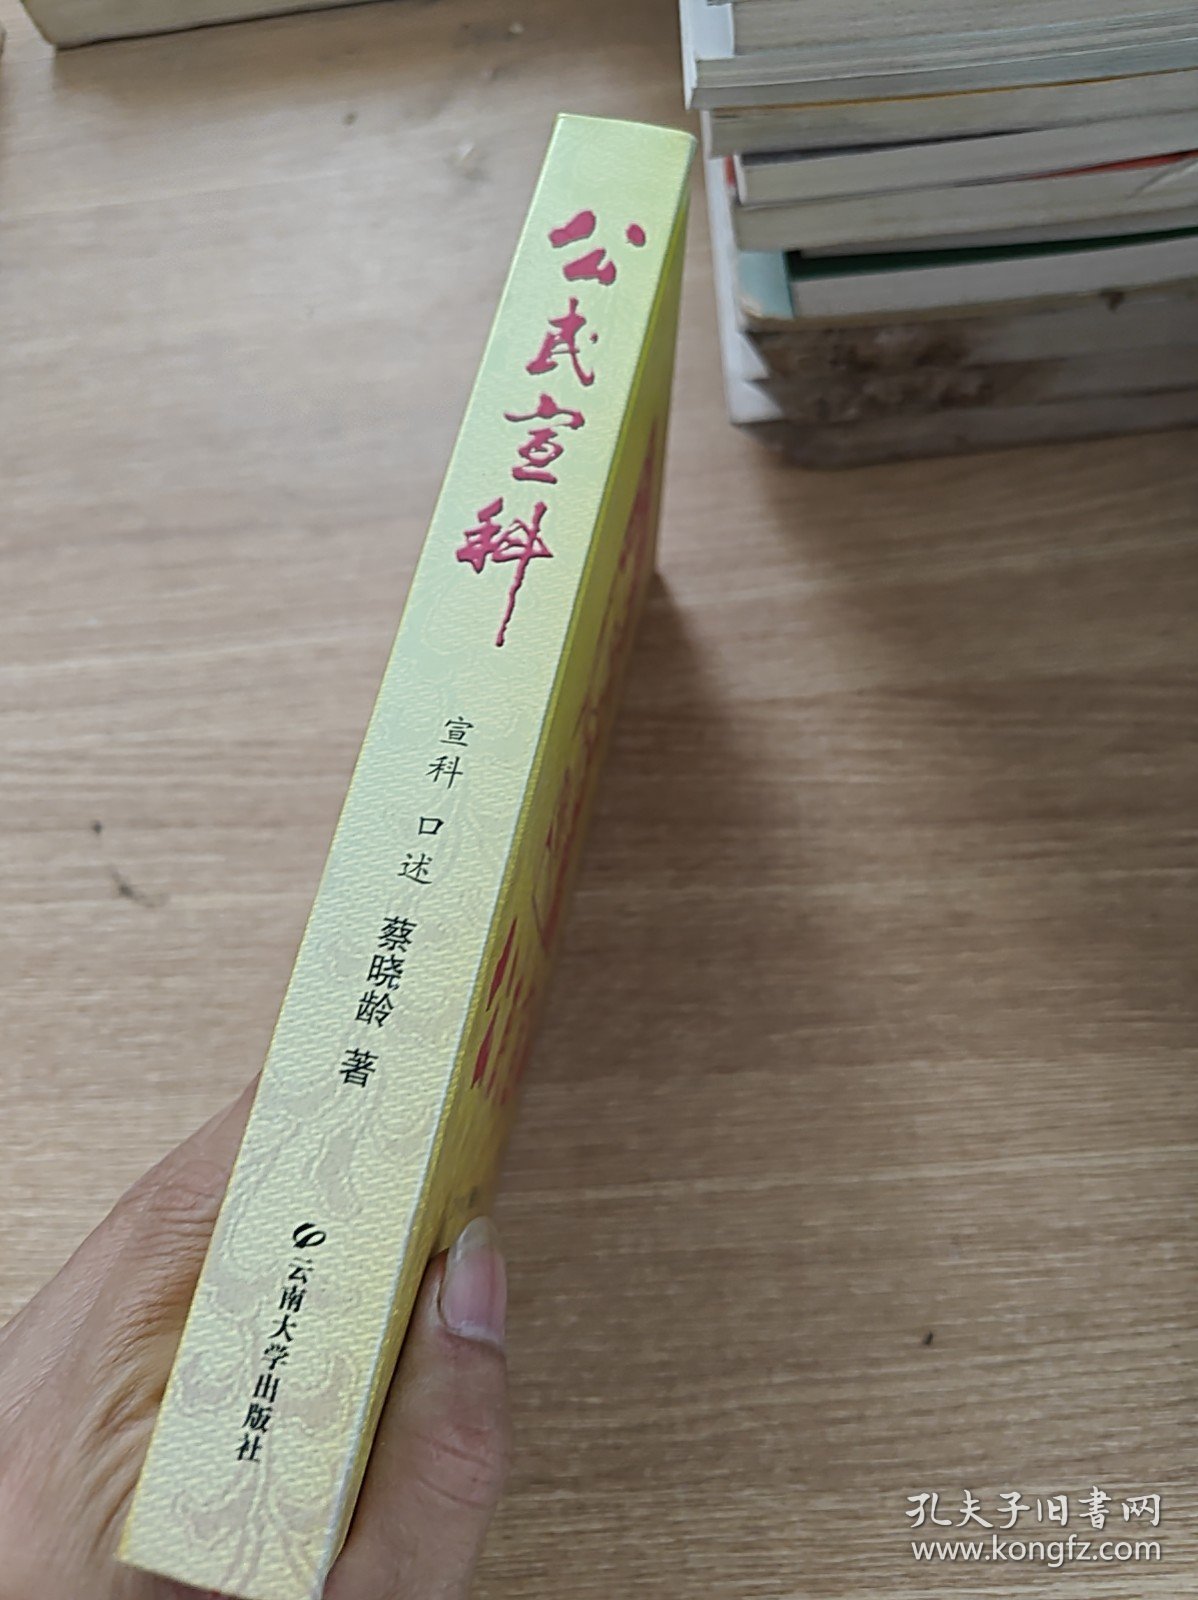 公民宣科
宣科 口述
蔡晓龄 著
云南大学出版社
孔夫子旧書网
www.kongfz.com